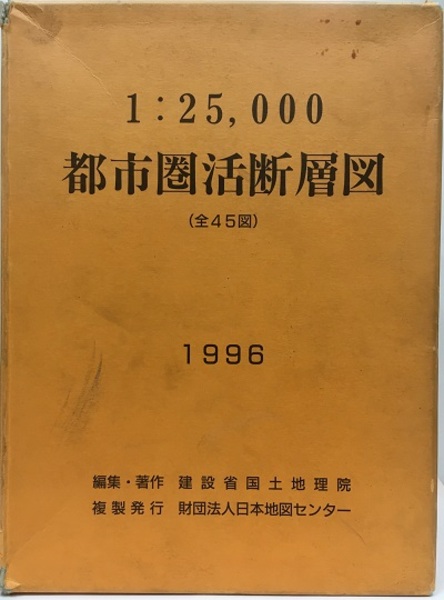 1:25,000
都市圏活断層図
(全45図)
1996
編集・著作 建設省国土地理院
複製発行 財団法人日本地図センター